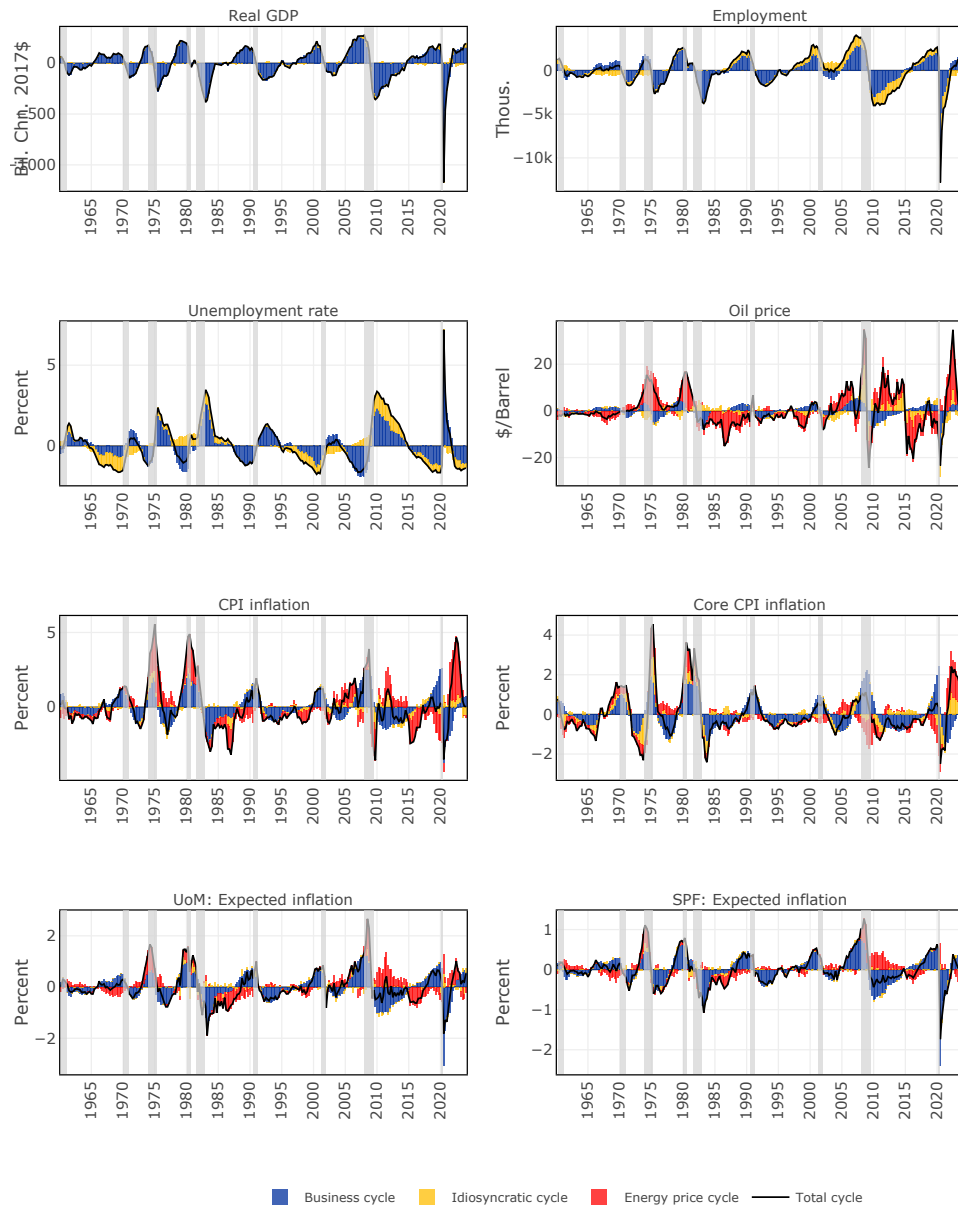 Real GDP
Employment
Bil. Chn. 2017$
0
−500
−1000
Thous.
0
−5k
−10k
1965 1970 1975 1980 1985 1990 1995 2000 2005 2010 2015 2020
1965 1970 1975 1980 1985 1990 1995 2000 2005 2010 2015 2020
Unemployment rate
Oil price
Percent
5
0
$/Barrel
20
0
−20
1965 1970 1975 1980 1985 1990 1995 2000 2005 2010 2015 2020
1965 1970 1975 1980 1985 1990 1995 2000 2005 2010 2015 2020
CPI inflation
Core CPI inflation
Percent
5
0
Percent
4
2
0
−2
1965 1970 1975 1980 1985 1990 1995 2000 2005 2010 2015 2020
1965 1970 1975 1980 1985 1990 1995 2000 2005 2010 2015 2020
UoM: Expected inflation
SPF: Expected inflation
Percent
2
0
−2
Percent
1
0
−1
−2
1965 1970 1975 1980 1985 1990 1995 2000 2005 2010 2015 2020
1965 1970 1975 1980 1985 1990 1995 2000 2005 2010 2015 2020
Business cycle Idiosyncratic cycle Energy price cycle Total cycle